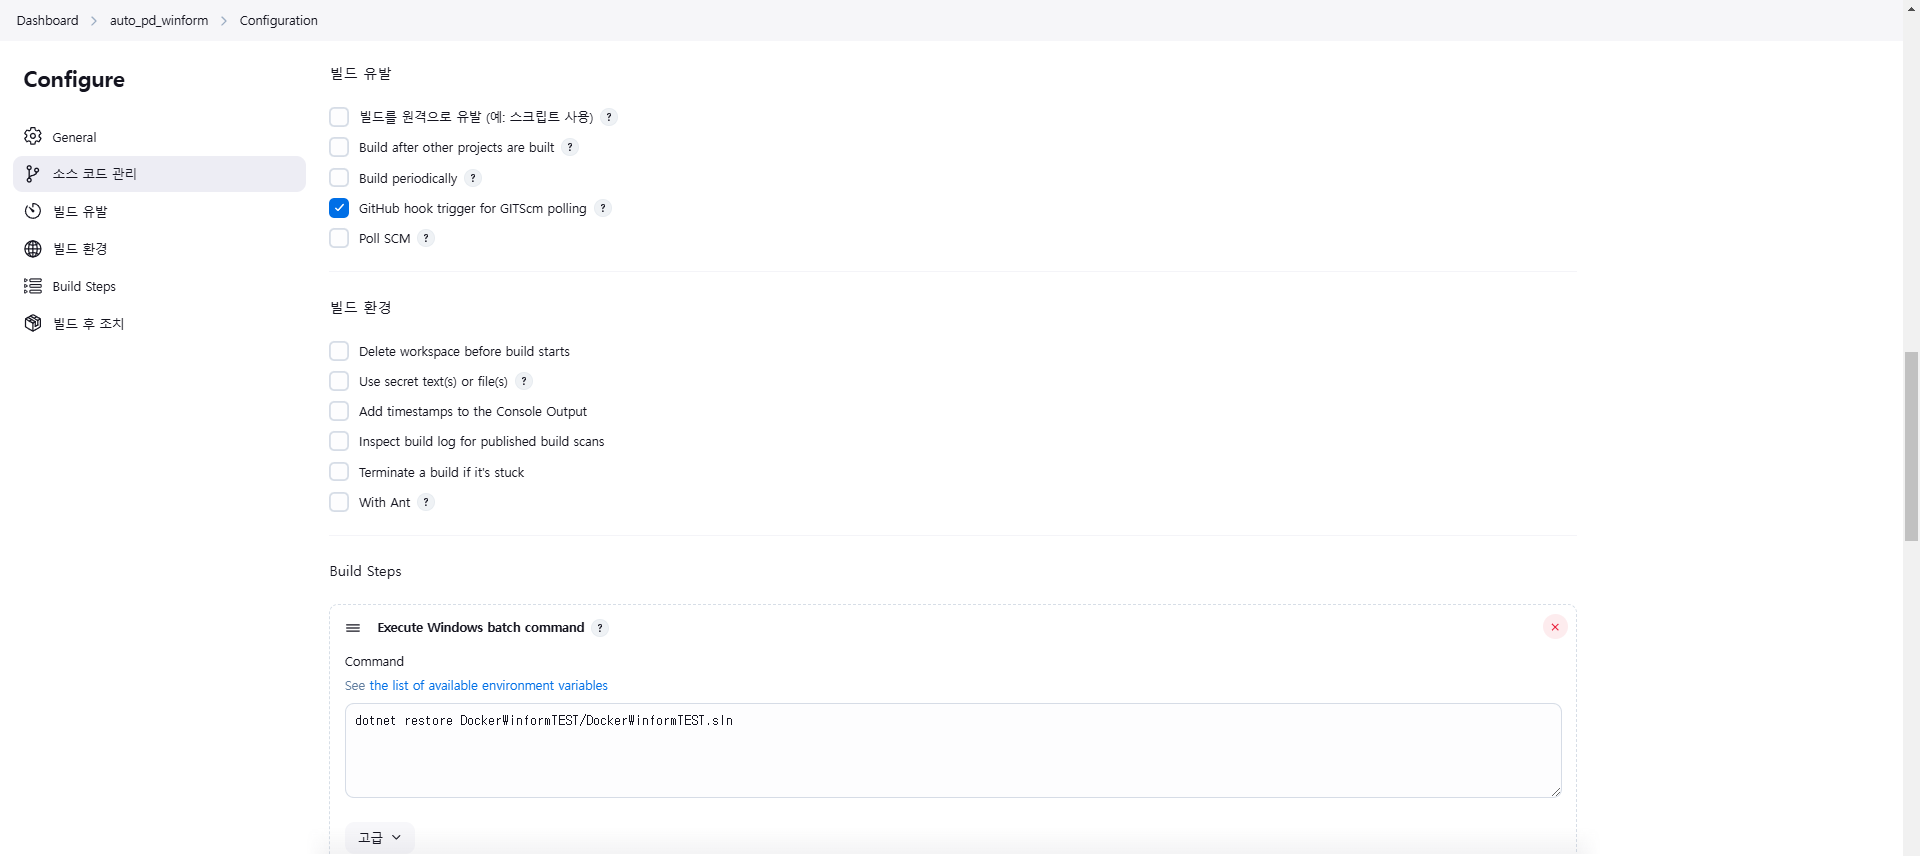 Dashboard > auto_pd_winform > Configuration
Configure
General
소스 코드 관리
빌드 유발
빌드 환경
Build Steps
빌드 후 조치
빌드 유발
빌드를 원격으로 유발 (예: 스크립트 사용) ?
Build after other projects are built ?
Build periodically ?
GitHub hook trigger for GITScm polling ?
Poll SCM ?
빌드 환경
Delete workspace before build starts
Use secret text(s) or file(s) ?
Add timestamps to the Console Output
Inspect build log for published build scans
Terminate a build if it's stuck
With Ant ?
Build Steps
Execute Windows batch command ?
Command
See the list of available environment variables
dotnet restore DockerWinformTEST/DockerWinformTEST.sln
고급